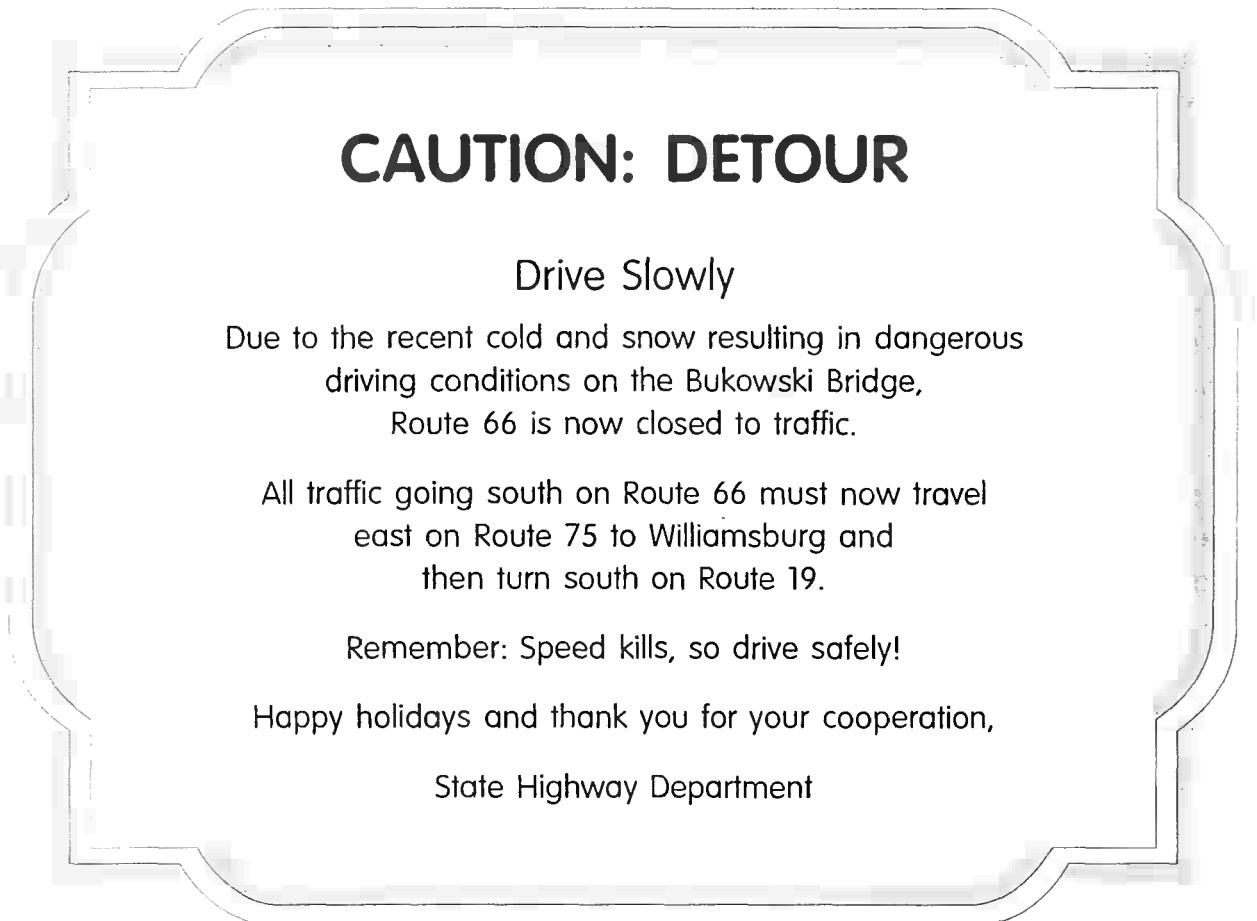 CAUTION: DETOUR
Drive Slowly
Due to the recent cold and snow resulting in dangerous
driving conditions on the Bukowski Bridge,
Route 66 is now closed to traffic.
All traffic going south on Route 66 must now travel
east on Route 75 to Williamsburg and
then turn south on Route 19.
Remember: Speed kills, so drive safely!
Happy holidays and thank you for your cooperation,
State Highway Department